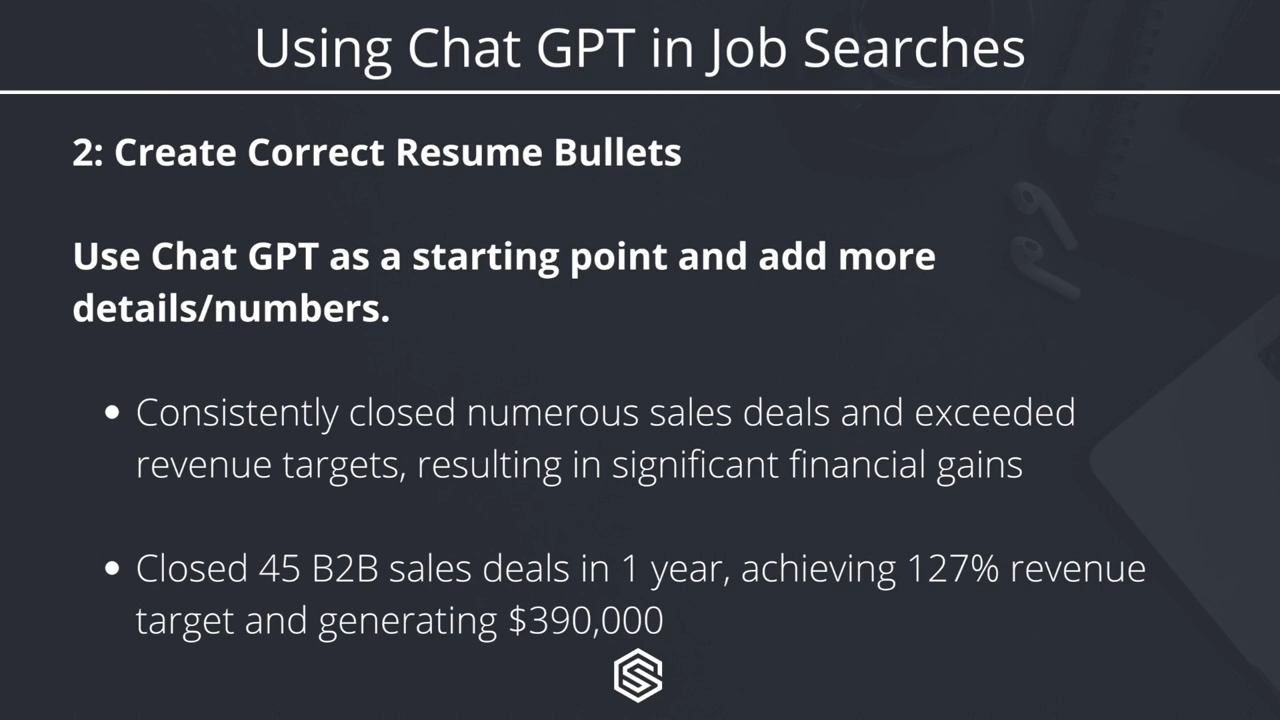 Using Chat GPT in Job Searches
2: Create Correct Resume Bullets
Use Chat GPT as a starting point and add more
details/numbers.
• Consistently closed numerous sales deals and exceeded
revenue targets, resulting in significant financial gains
• Closed 45 B2B sales deals in 1 year, achieving 127% revenue
target and generating $390,000